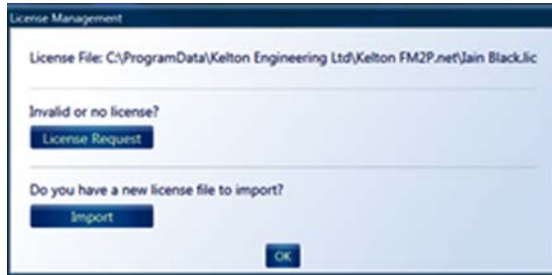 License Management
License File: C:\ProgramData\Kelton Engineering Ltd\Kelton FM2P.net\Iain Black.lic
Invalid or no license?
License Request
Do you have a new license file to import?
Import
OK